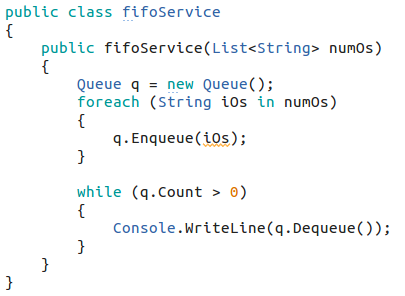 public class fifoService
{
    public fifoService(List<String> numOs)
    {
        Queue q = new Queue();
        foreach (String iOs in numOs)
        {
            q.Enqueue(iOs);
        }

        while (q.Count > 0)
        {
            Console.WriteLine(q.Dequeue());
        }
    }
}